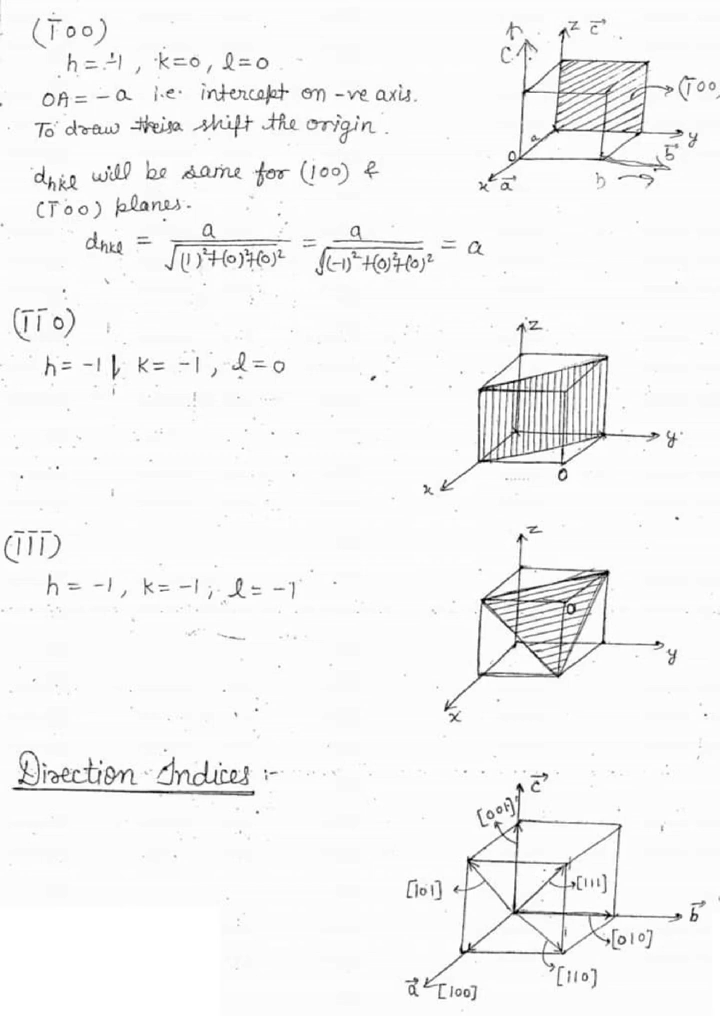 (1̅00)
h = -1, k=0, l=0
OA = -a i.e. intercept on -ve axis.
To draw shift the origin.
d_hkl will be same for (100) &
(1̅00) planes.
d_hkl = a/√((1)²+(0)²+(0)²) = a/√((-1)²+(0)²+(0)²) = a
z c⃗
C
(1̅00)
a
y
b⃗
O
x a⃗
b
(1̅1̅0)
h = -1, k = -1, l = 0
z
y
x
O
(1̅1̅1̅)
h = -1, k = -1, l = -1
z
O
y
x
Direction Indices :-
c⃗
[001]
[101]
[111]
b⃗
[010]
[110]
a⃗ [100]